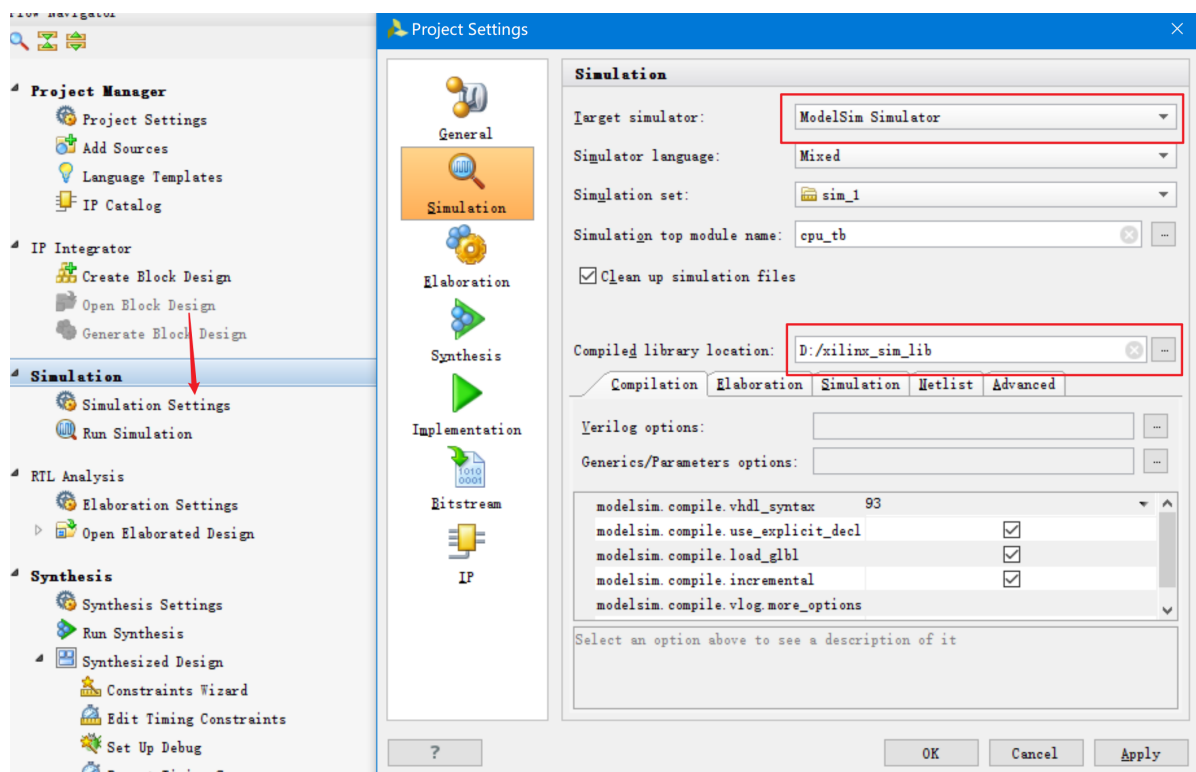 Flow Navigator
Project Manager
Project Settings
Add Sources
Language Templates
IP Catalog
IP Integrator
Create Block Design
Open Block Design
Generate Block Design
Simulation
Simulation Settings
Run Simulation
RTL Analysis
Elaboration Settings
Open Elaborated Design
Synthesis
Synthesis Settings
Run Synthesis
Synthesized Design
Constraints Wizard
Edit Timing Constraints
Set Up Debug
Project Settings
General
Simulation
Elaboration
Synthesis
Implementation
Bitstream
IP
Simulation
Target simulator: ModelSim Simulator
Simulator language: Mixed
Simulation set: sim_1
Simulation top module name: cpu_tb ...
Clean up simulation files
Compiled library location: D:/xilinx_sim_lib ...
Compilation Elaboration Simulation Netlist Advanced
Verilog options: ...
Generics/Parameters options: ...
modelsim.compile.vhdl_syntax 93
modelsim.compile.use_explicit_decl
modelsim.compile.load_glbl
modelsim.compile.incremental
modelsim.compile.vlog.more_options
Select an option above to see a description of it
? OK Cancel Apply